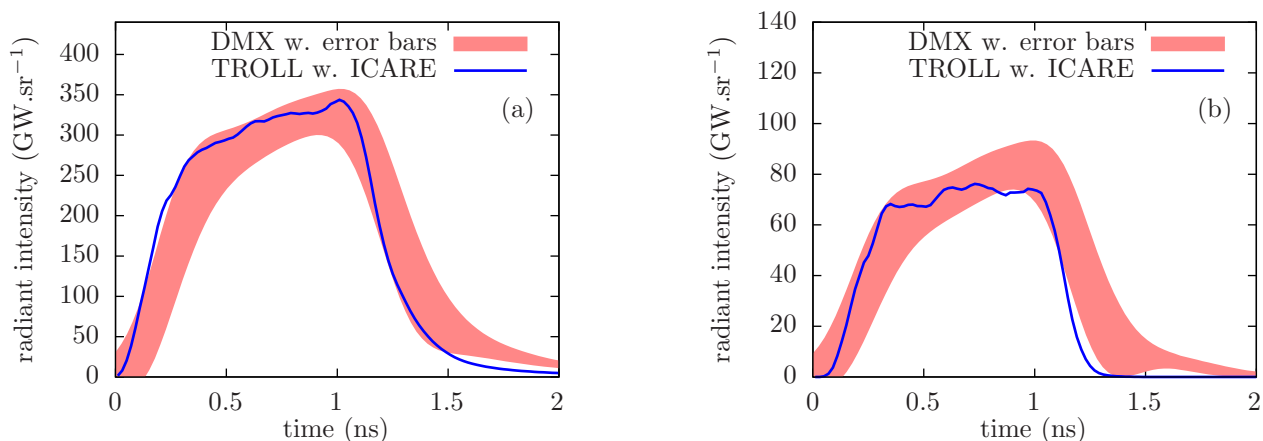 radiant intensity (GW.sr⁻¹)
400
350
300
250
200
150
100
50
0
DMX w. error bars
TROLL w. ICARE
(a)
0
0.5
1
1.5
2
time (ns)
radiant intensity (GW.sr⁻¹)
140
120
100
80
60
40
20
0
DMX w. error bars
TROLL w. ICARE
(b)
0
0.5
1
1.5
2
time (ns)